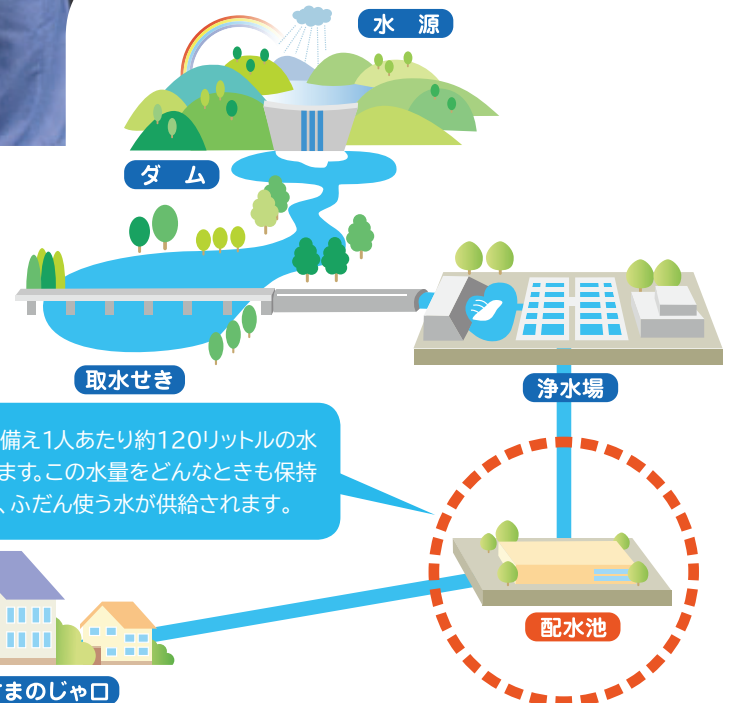 水 源
ダ ム
取水せき
浄水場
備え1人あたり約120リットルの水
ます。この水量をどんなときも保持
、ふだん使う水が供給されます。
配水池
まのじゃ口